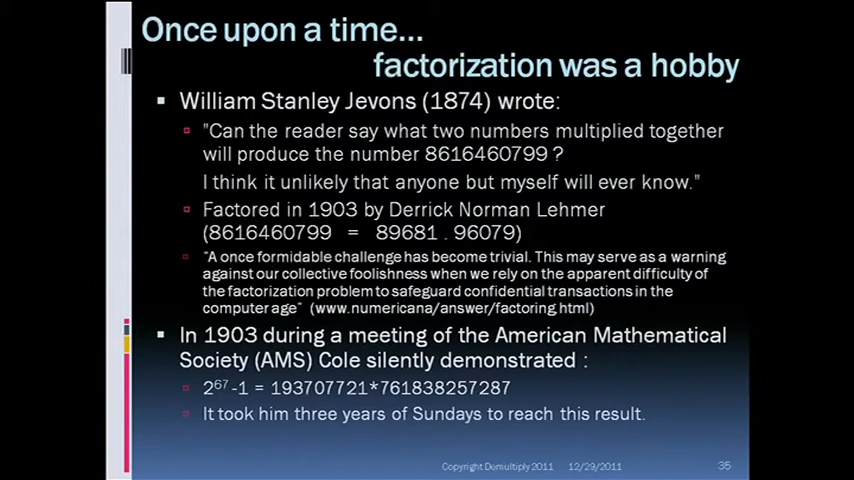 Once upon a time...
factorization was a hobby
William Stanley Jevons (1874) wrote:
"Can the reader say what two numbers multiplied together
will produce the number 8616460799 ?
I think it unlikely that anyone but myself will ever know."
Factored in 1903 by Derrick Norman Lehmer
(8616460799 = 89681 . 96079)
"A once formidable challenge has become trivial. This may serve as a warning
against our collective foolishness when we rely on the apparent difficulty of
the factorization problem to safeguard confidential transactions in the
computer age" (www.numericana/answer/factoring.html)
In 1903 during a meeting of the American Mathematical
Society (AMS) Cole silently demonstrated :
2⁶⁷ -1 = 193707721*761838257287
It took him three years of Sundays to reach this result.
Copyright Domultiply 2011 12/29/2011 35